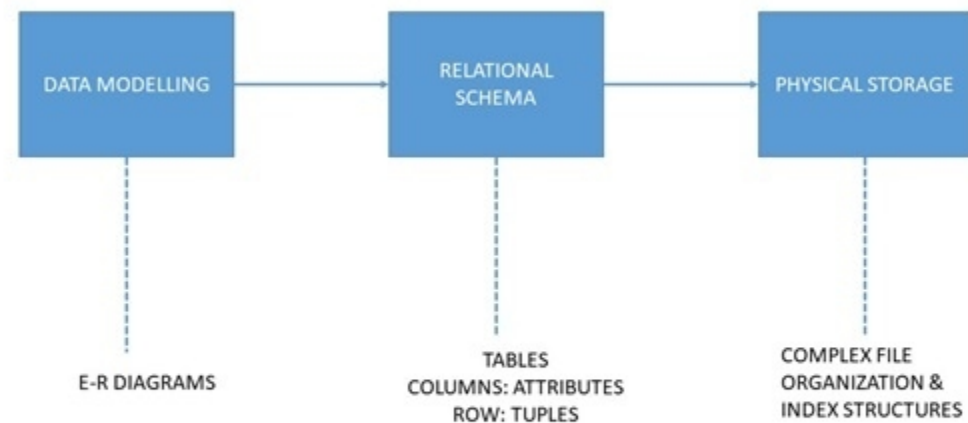 DATA MODELLING
RELATIONAL
SCHEMA
PHYSICAL STORAGE
E-R DIAGRAMS
TABLES
COLUMNS: ATTRIBUTES
ROW: TUPLES
COMPLEX FILE
ORGANIZATION &
INDEX STRUCTURES